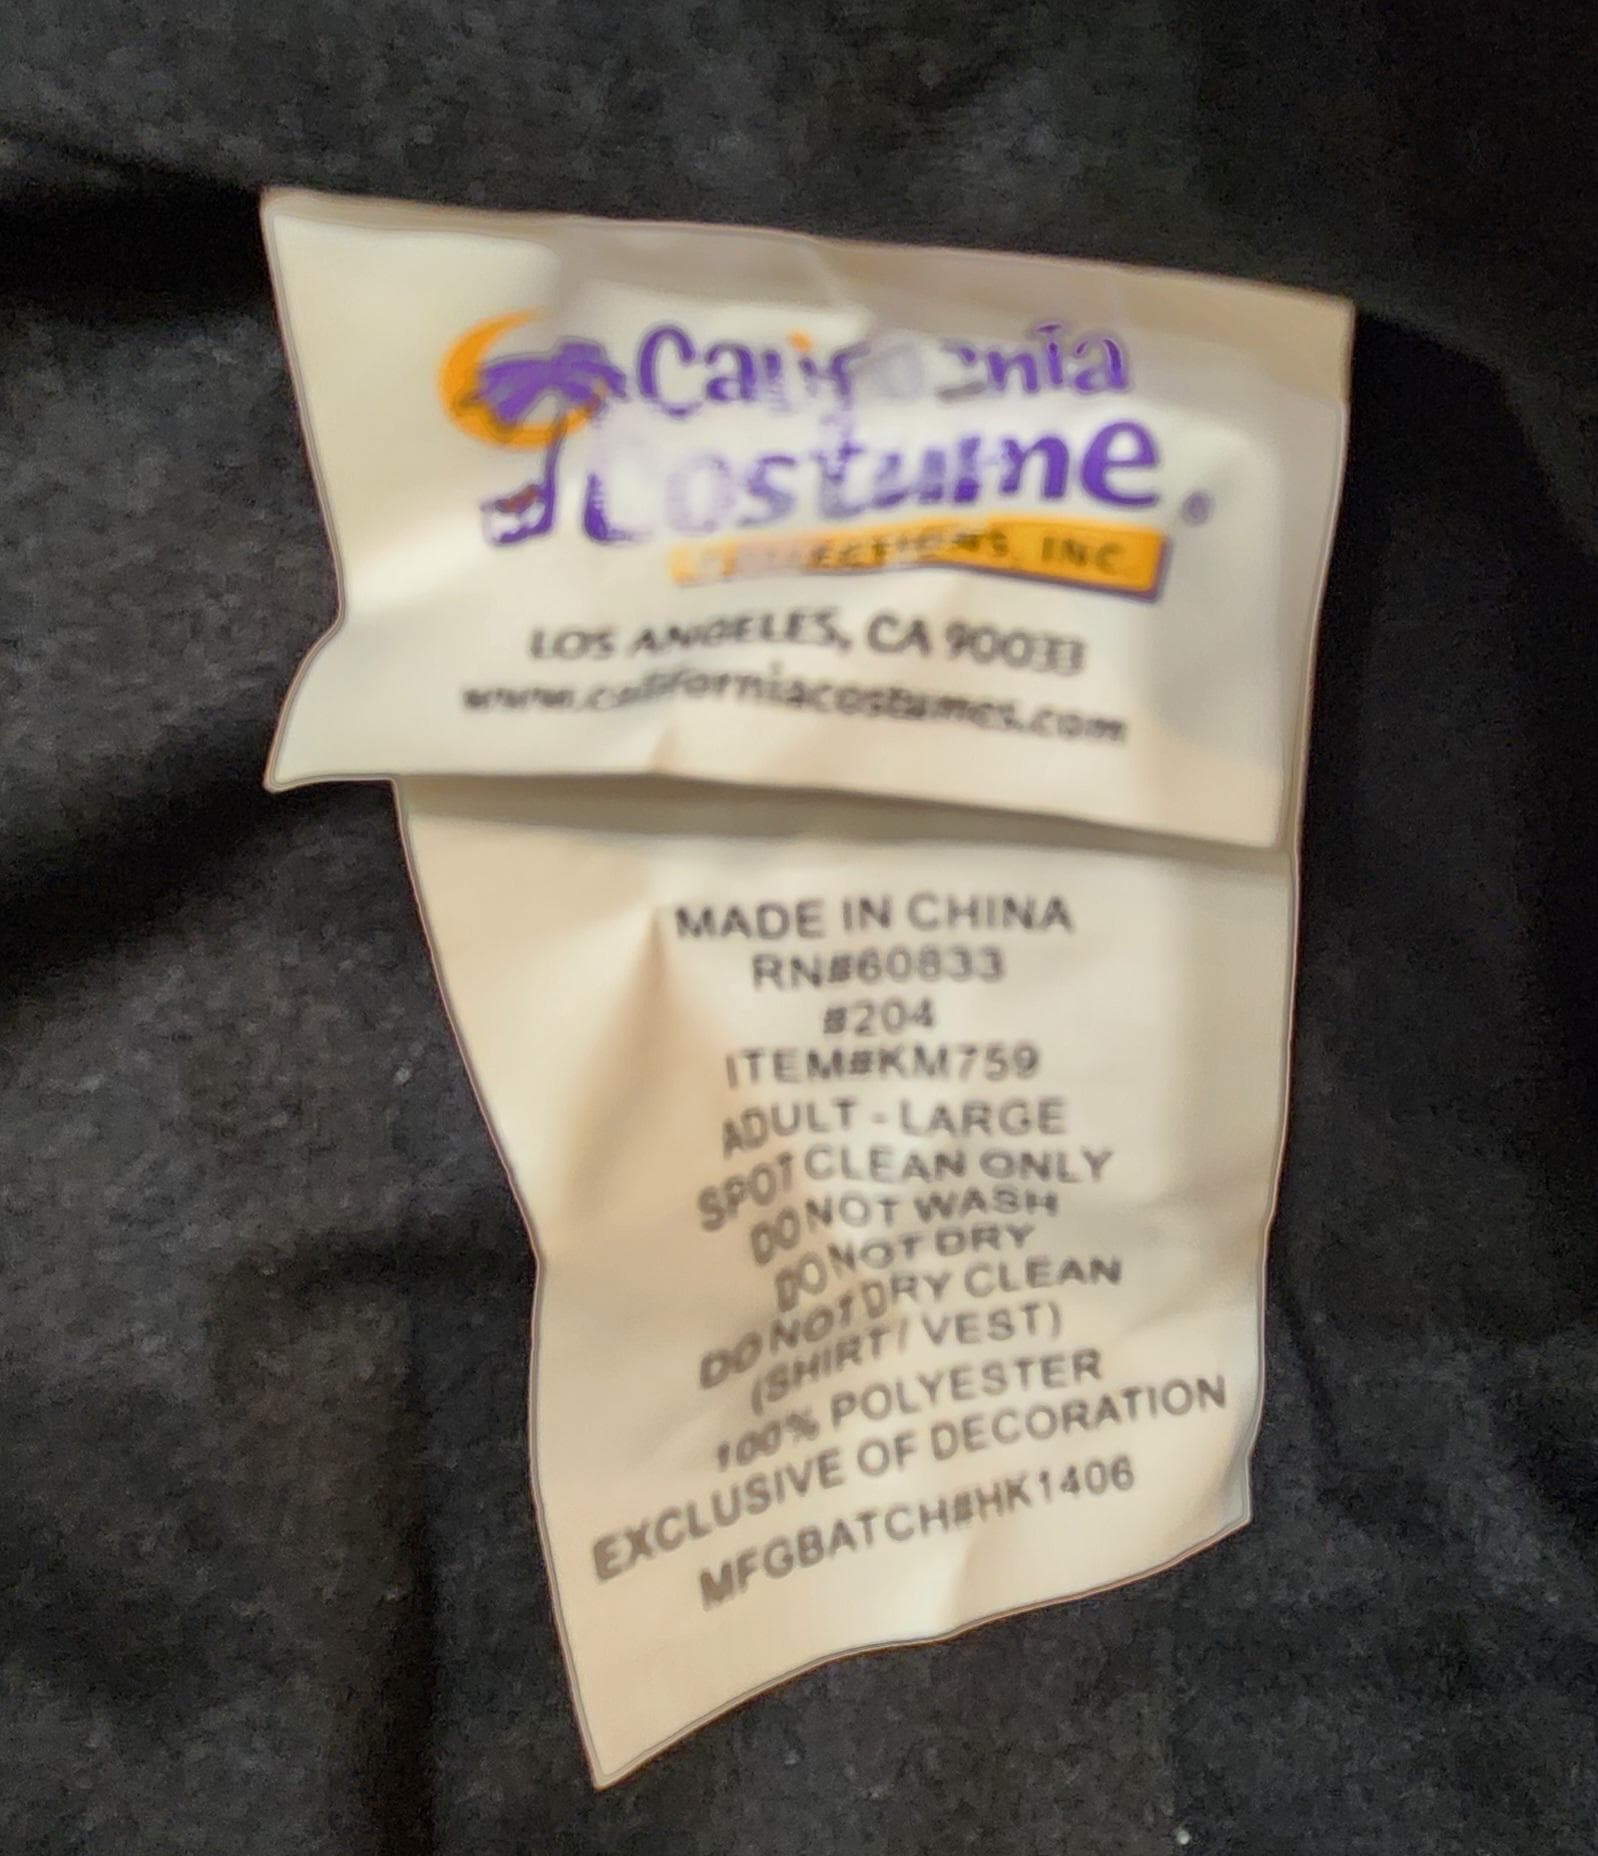 California
Costume®
COLLECTIONS, INC.
LOS ANGELES, CA 90033
www.californiacostumes.com
MADE IN CHINA
RN#60833
#204
ITEM#KM759
ADULT - LARGE
SPOT CLEAN ONLY
DO NOT WASH
DO NOT DRY
DO NOT DRY CLEAN
(SHIRT/ VEST)
100% POLYESTER
EXCLUSIVE OF DECORATION
MFGBATCH#HK1406